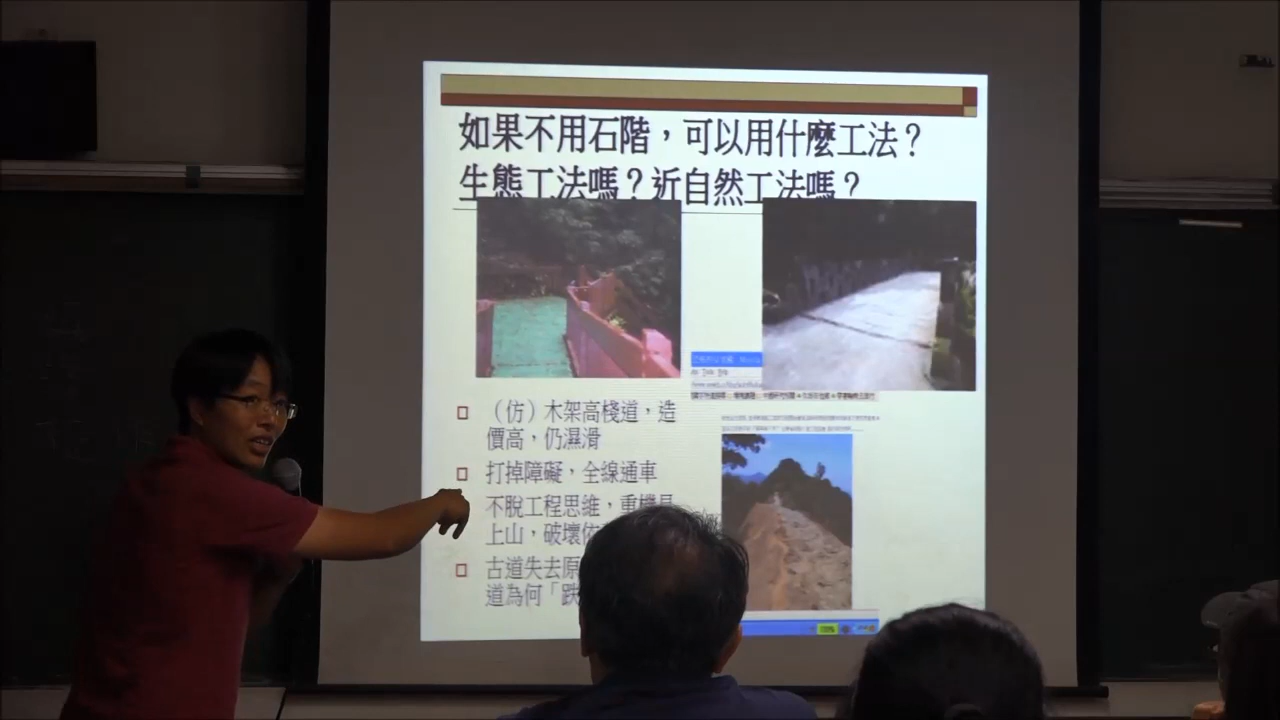 如果不用石階，可以用什麼工法？
生態工法嗎？近自然工法嗎？
（仿）木架高棧道，造
價高，仍濕滑
打掉障礙，全線通車
不脫工程思維，重機具
上山，破壞依
古道失去原
道為何「跌
100%